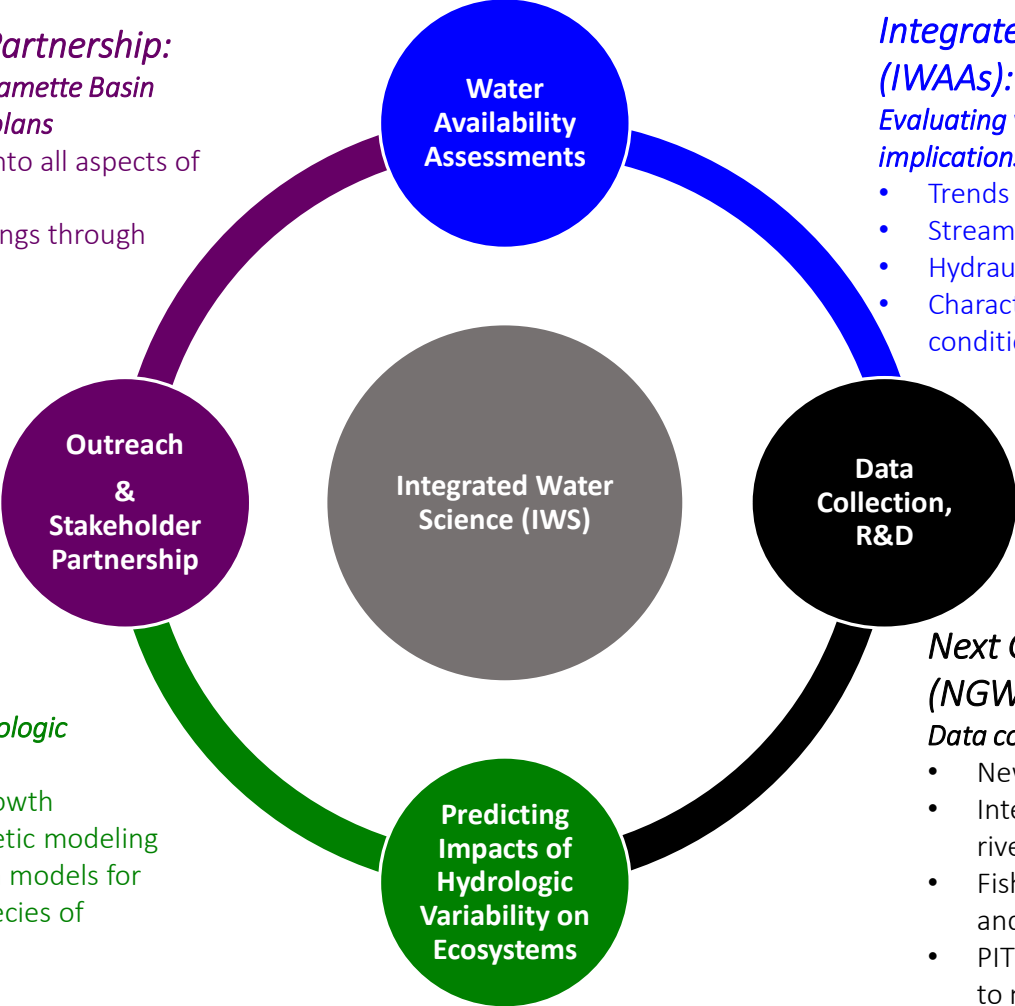 Partnership:
amette Basin
plans
nto all aspects of
ngs through
Water
Availability
Assessments
Integrate
(IWAAs):
Evaluating
implications
• Trends
• Stream
• Hydrau
• Charact
conditi
Outreach
&
Stakeholder
Partnership
Integrated Water
Science (IWS)
Data
Collection,
R&D
ologic
owth
etic modeling
models for
ecies of
Predicting
Impacts of
Hydrologic
Variability on
Ecosystems
Next
(NGW
Data co
• Nev
• Inte
rive
• Fish
and
• PIT
to